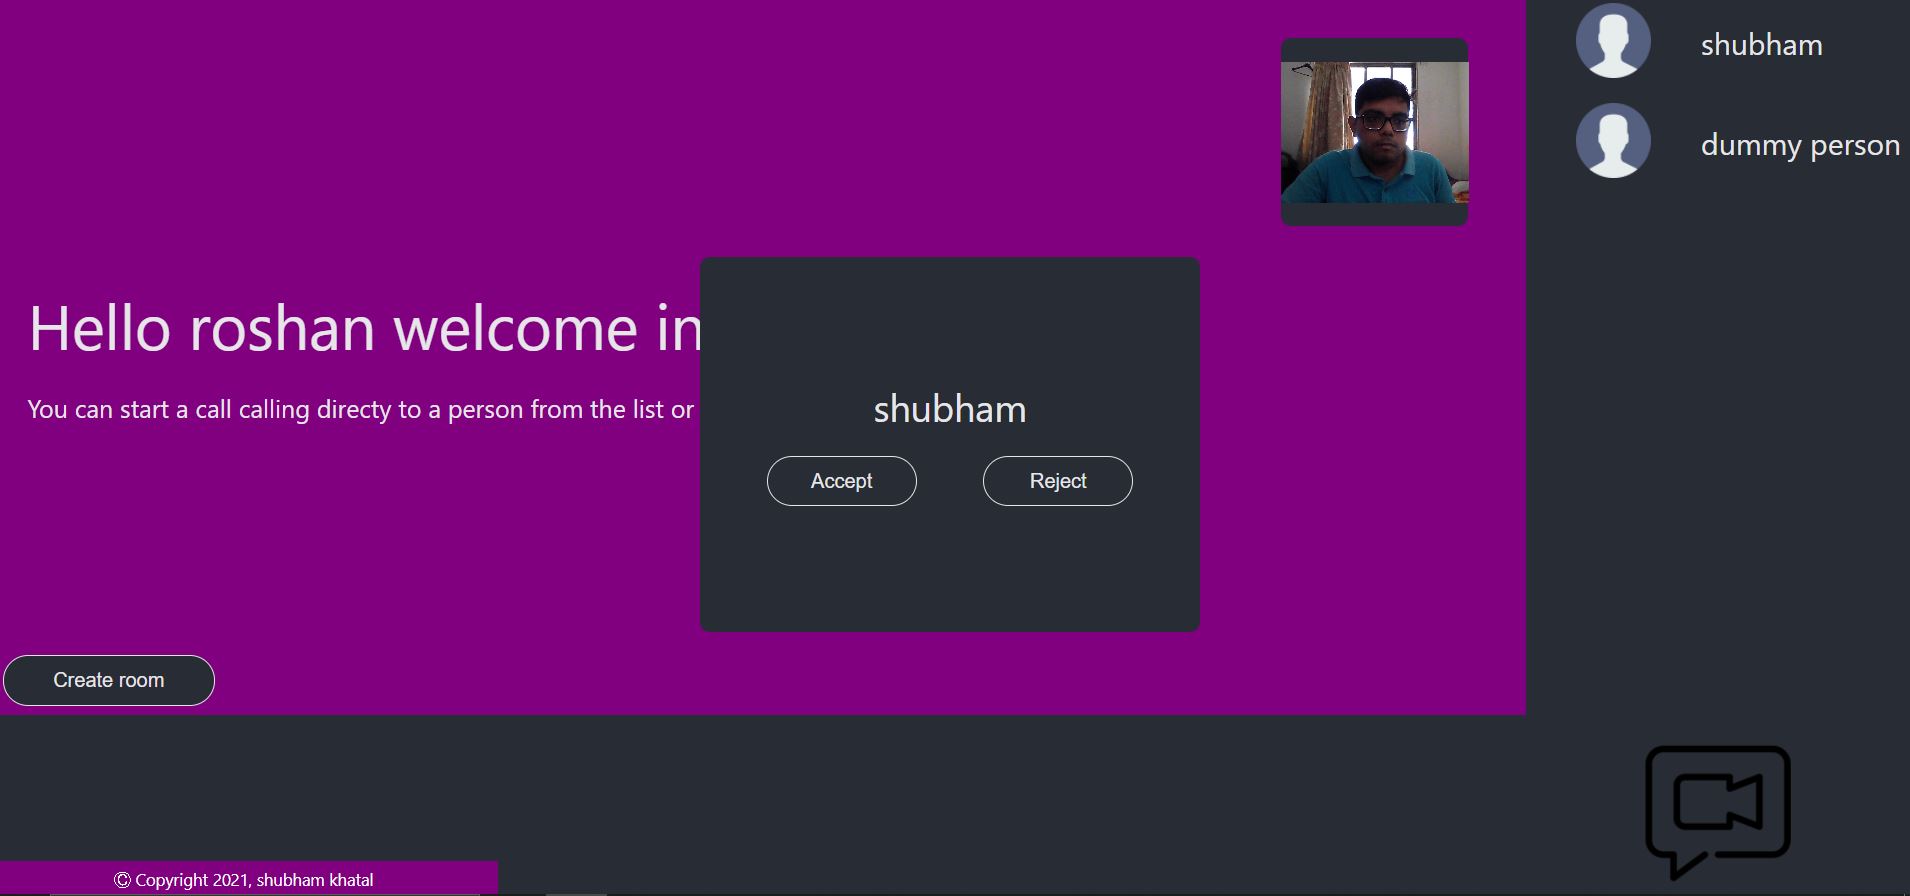 shubham
dummy person
Hello roshan welcome in
You can start a call calling directy to a person from the list or
shubham
Accept
Reject
Create room
© Copyright 2021, shubham khatal